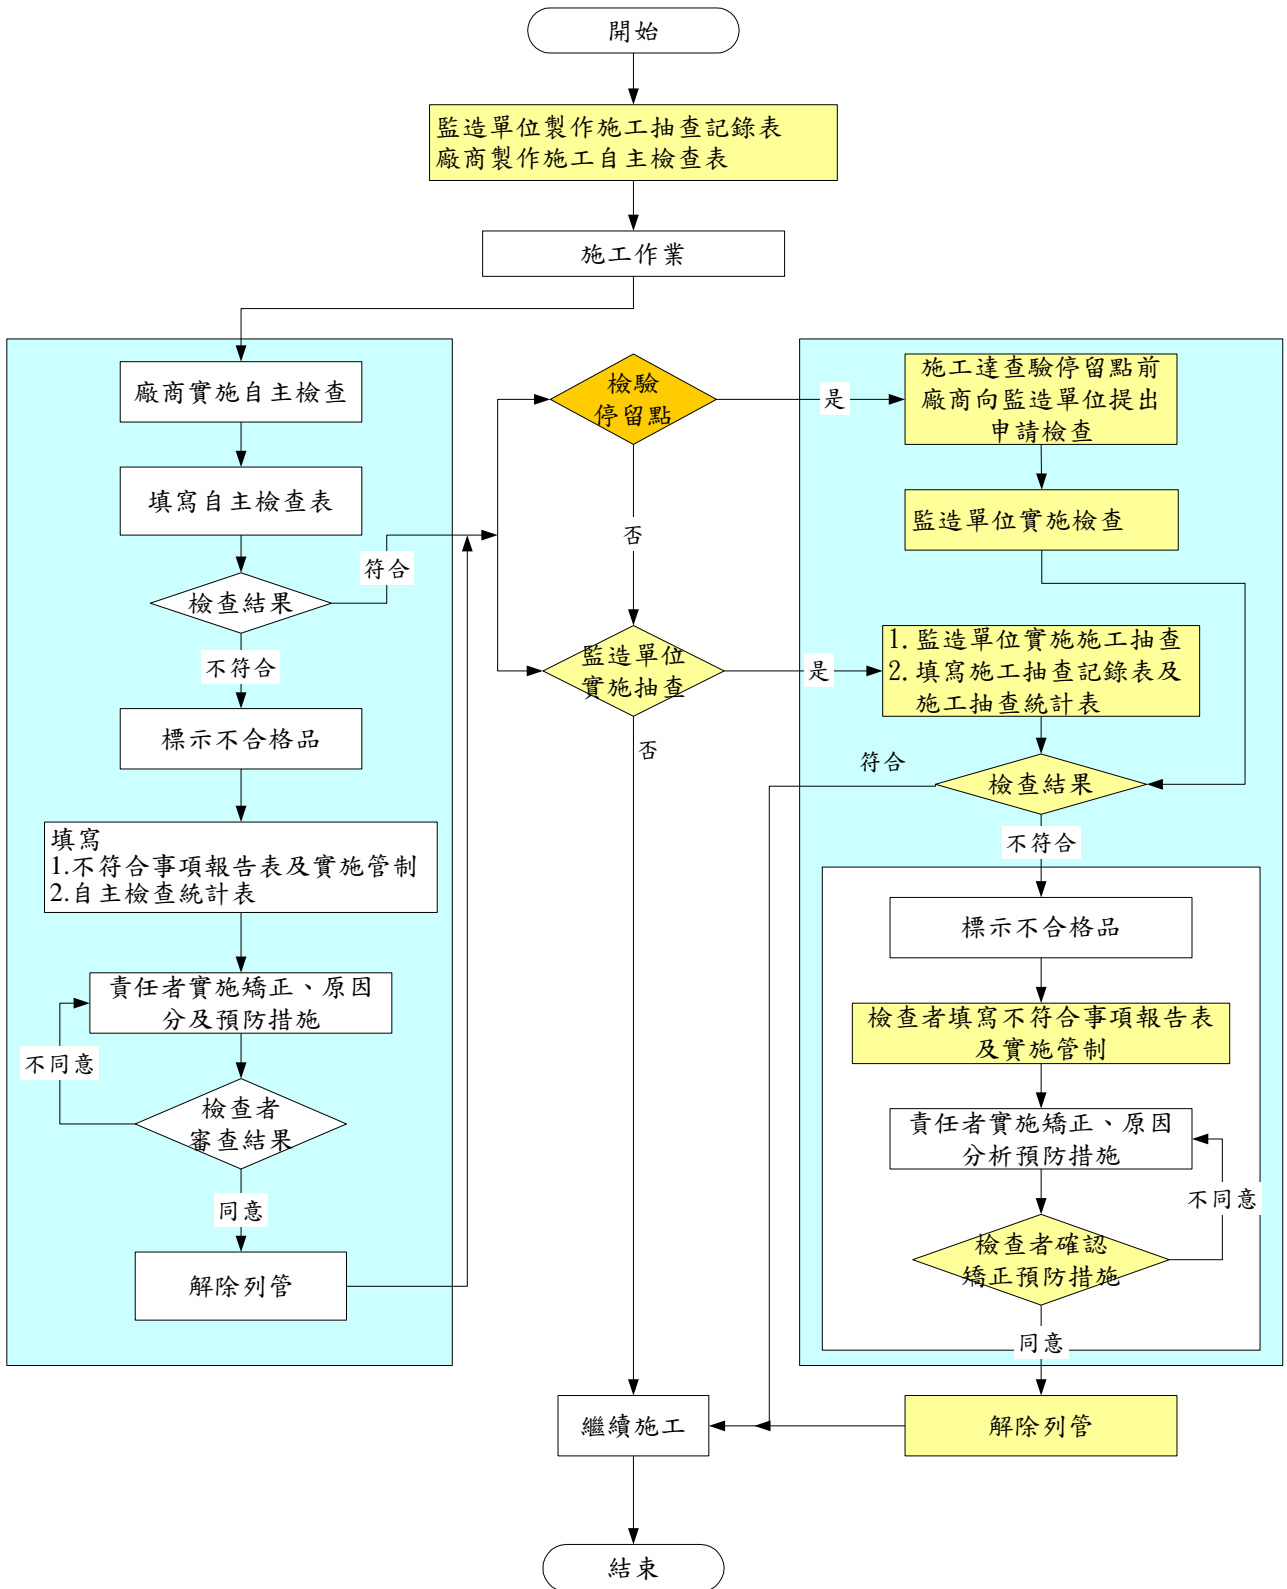 開始
監造單位製作施工抽查記錄表
廠商製作施工自主檢查表
施工作業
廠商實施自主檢查
填寫自主檢查表
檢查結果
符合
不符合
標示不合格品
填寫
1.不符合事項報告表及實施管制
2.自主檢查統計表
責任者實施矯正、原因
分及預防措施
不同意
檢查者
審查結果
同意
解除列管
檢驗
停留點
是
否
監造單位
實施抽查
是
否
施工達查驗停留點前
廠商向監造單位提出
申請檢查
監造單位實施檢查
1. 監造單位實施施工抽查
2. 填寫施工抽查記錄表及
施工抽查統計表
符合
檢查結果
不符合
標示不合格品
檢查者填寫不符合事項報告表
及實施管制
責任者實施矯正、原因
分析預防措施
不同意
檢查者確認
矯正預防措施
同意
解除列管
繼續施工
結束